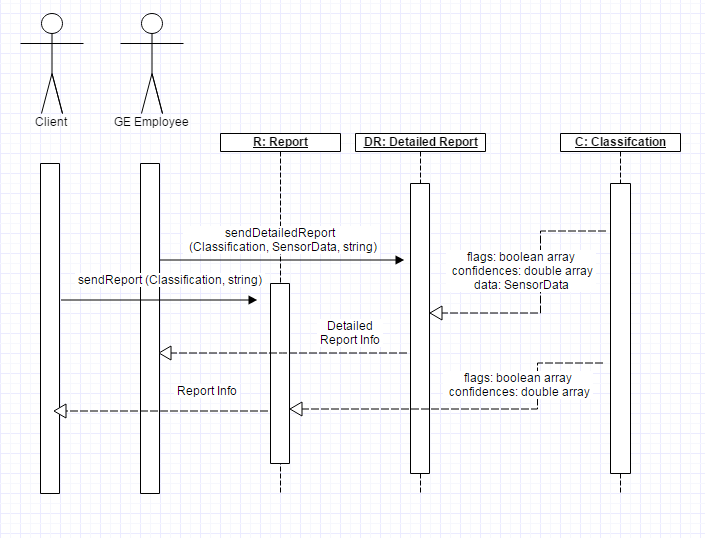 Client
GE Employee
R: Report
DR: Detailed Report
C: Classifcation
sendDetailedReport
(Classification, SensorData, string)
flags: boolean array
confidences: double array
data: SensorData
sendReport (Classification, string)
Detailed
Report Info
flags: boolean array
confidences: double array
Report Info